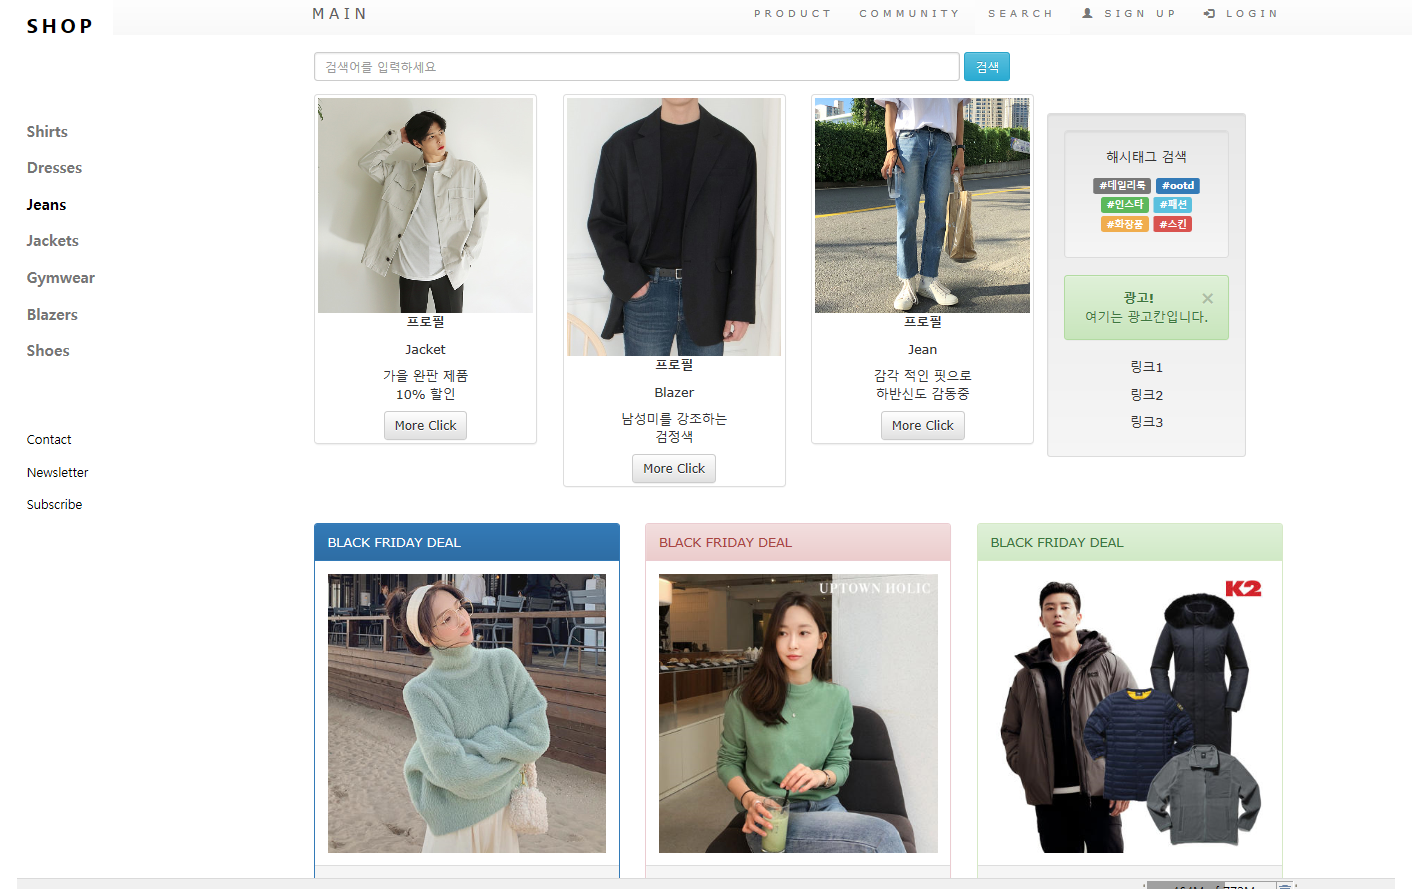 SHOP
MAIN
PRODUCT
COMMUNITY
SEARCH
SIGN UP
LOGIN
검색어를 입력하세요
검색
Shirts
Dresses
Jeans
Jackets
Gymwear
Blazers
Shoes
Contact
Newsletter
Subscribe
프로필
Jacket
가을 완판 제품
10% 할인
More Click
프로필
Blazer
남성미를 강조하는
검정색
More Click
프로필
Jean
감각 적인 핏으로
하반신도 감동중
More Click
해시태그 검색
#데일리룩 #ootd
#인스타 #패션
#화장품 #스킨
광고! ×
여기는 광고칸입니다.
링크1
링크2
링크3
BLACK FRIDAY DEAL
BLACK FRIDAY DEAL
UPTOWN HOLIC
BLACK FRIDAY DEAL
K2